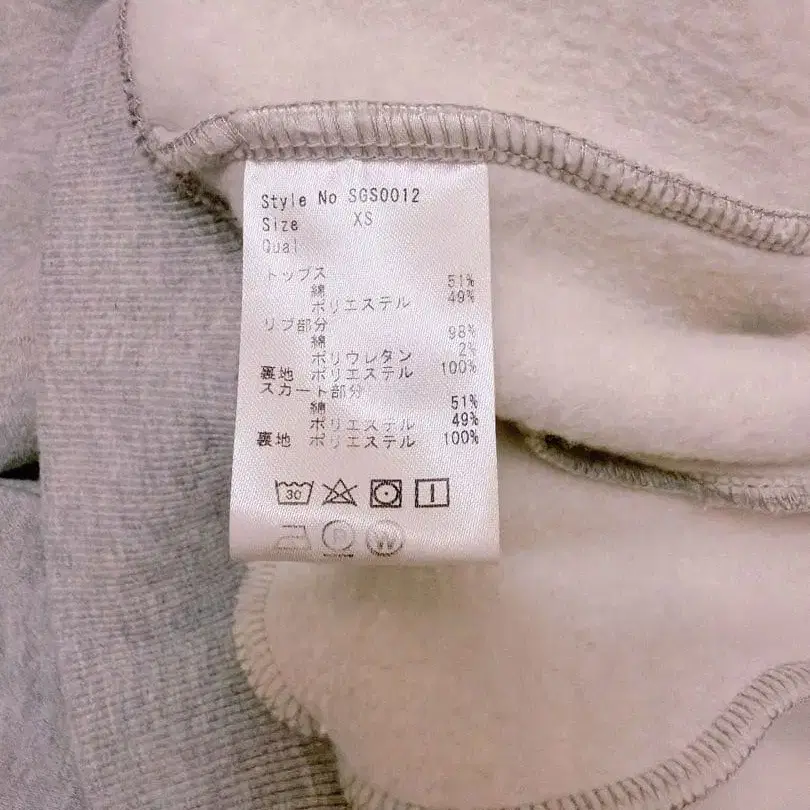 Style No SGS0012
Size XS
Qual
トップス
綿 51%
ポリエステル 49%
リブ部分
綿 98%
ポリウレタン 2%
裏地 ポリエステル 100%
スカート部分
綿 51%
ポリエステル 49%
裏地 ポリエステル 100%
30
P W